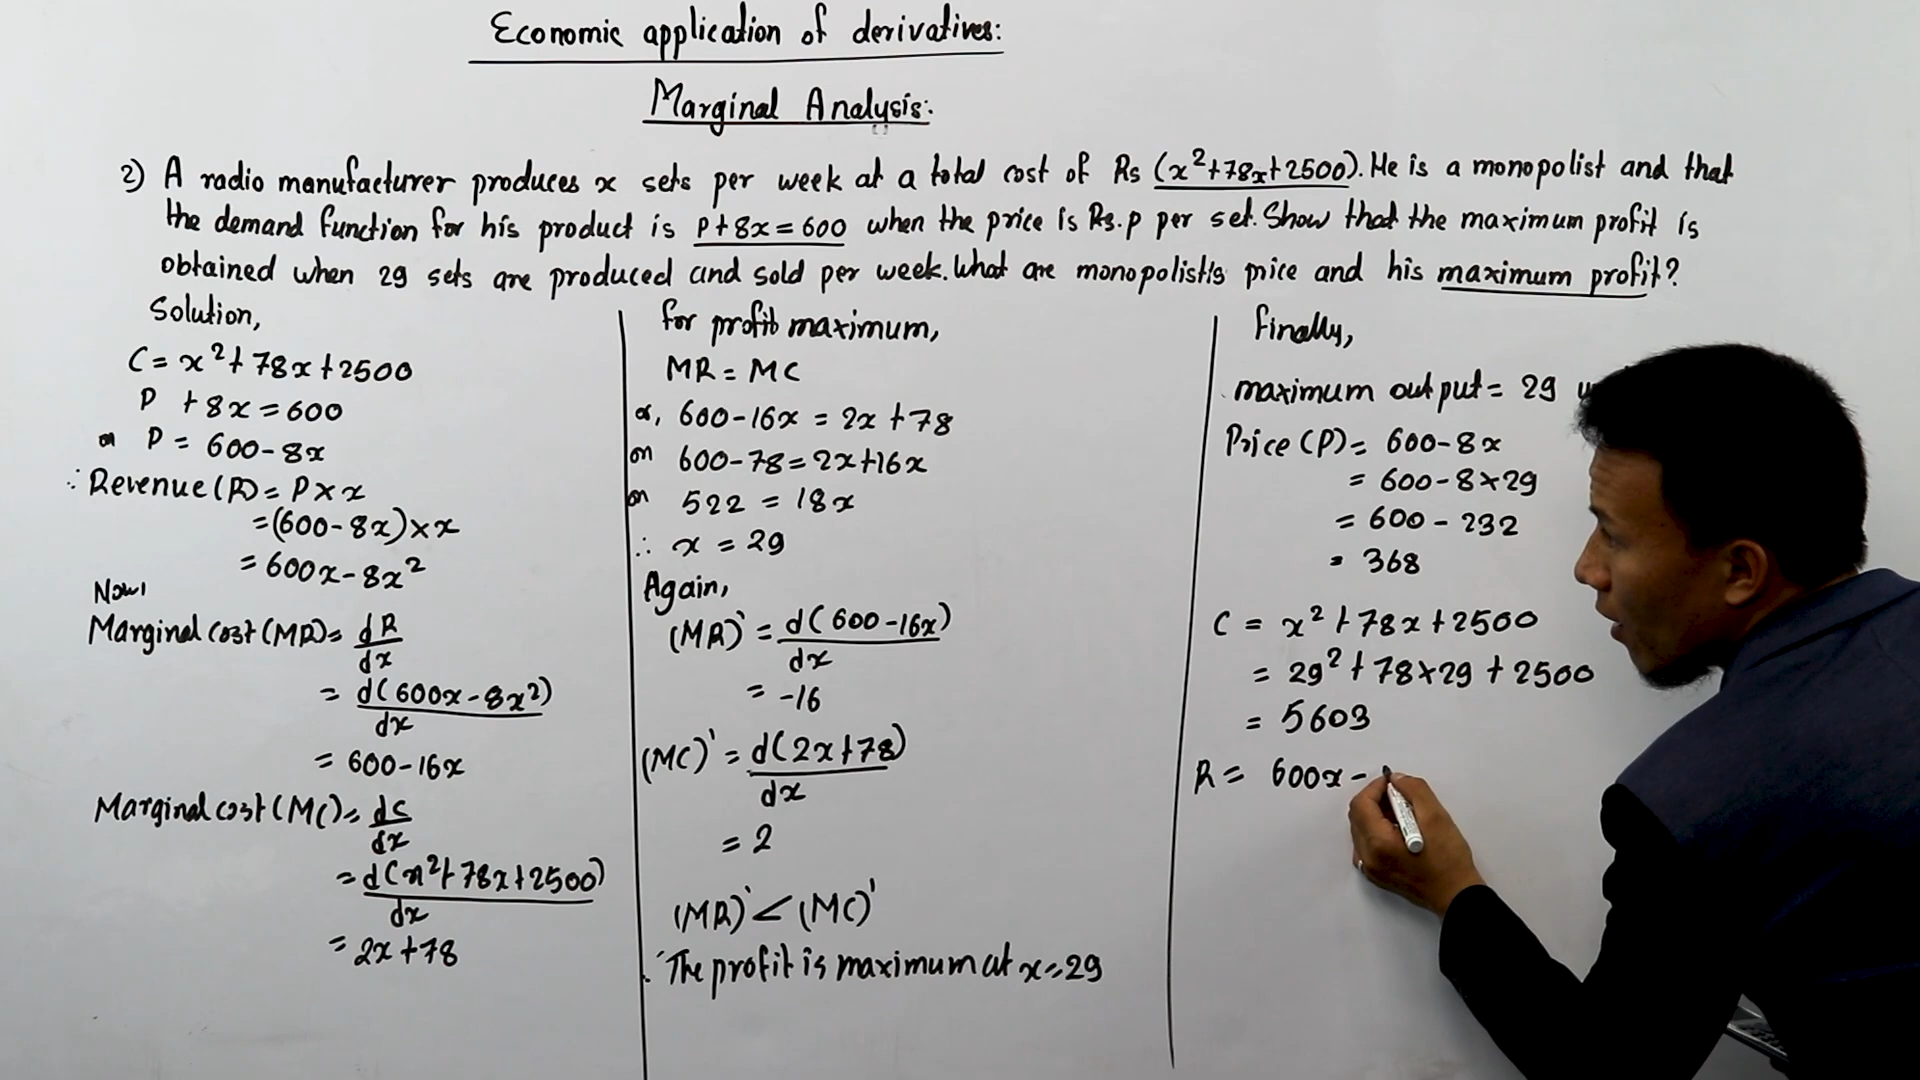 Economic application of derivatives:
Marginal Analysis:
2) A radio manufacturer produces x sets per week at a total cost of Rs (x²+78x+2500). He is a monopolist and that
the demand function for his product is P+8x=600 when the price is Rs. p per set. Show that the maximum profit is
obtained when 29 sets are produced and sold per week. What are monopolist's price and his maximum profit?
Solution,
C = x²+78x+2500
P +8x=600
or P = 600-8x
∴ Revenue(R)= P×x
=(600-8x)×x
= 600x-8x²
Now,
Marginal cost (MR)= dR/dx
= d(600x-8x²)/dx
= 600-16x
Marginal cost (MC)= dc/dx
= d(x²+78x+2500)/dx
= 2x+78
for profit maximum,
MR = MC
or, 600-16x = 2x+78
or 600-78=2x+16x
or 522 = 18x
∴ x = 29
Again,
(MR)' = d(600-16x)/dx
= -16
(MC)' = d(2x+78)/dx
= 2
(MR)' < (MC)'
∴ The profit is maximum at x=29
Finally,
maximum output = 29
Price (P)= 600-8x
= 600-8×29
= 600-232
= 368
C = x²+78x+2500
= 29²+78×29+2500
= 5603
R = 600x-